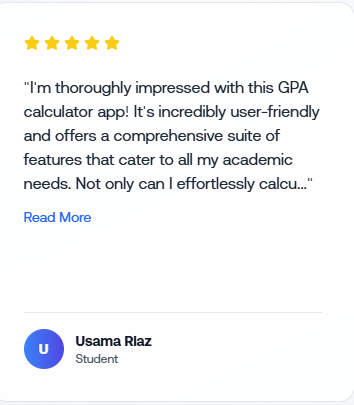 "I'm thoroughly impressed with this GPA
calculator app! It's incredibly user-friendly
and offers a comprehensive suite of
features that cater to all my academic
needs. Not only can I effortlessly calcu..."
Read More
U
Usama Riaz
Student